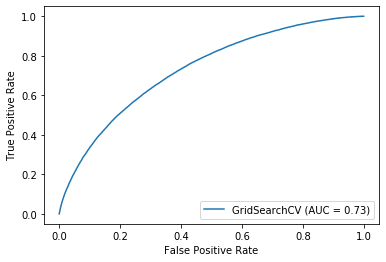 1.0
0.8
0.6
0.4
0.2
0.0
True Positive Rate
GridSearchCV (AUC = 0.73)
0.0 0.2 0.4 0.6 0.8 1.0
False Positive Rate